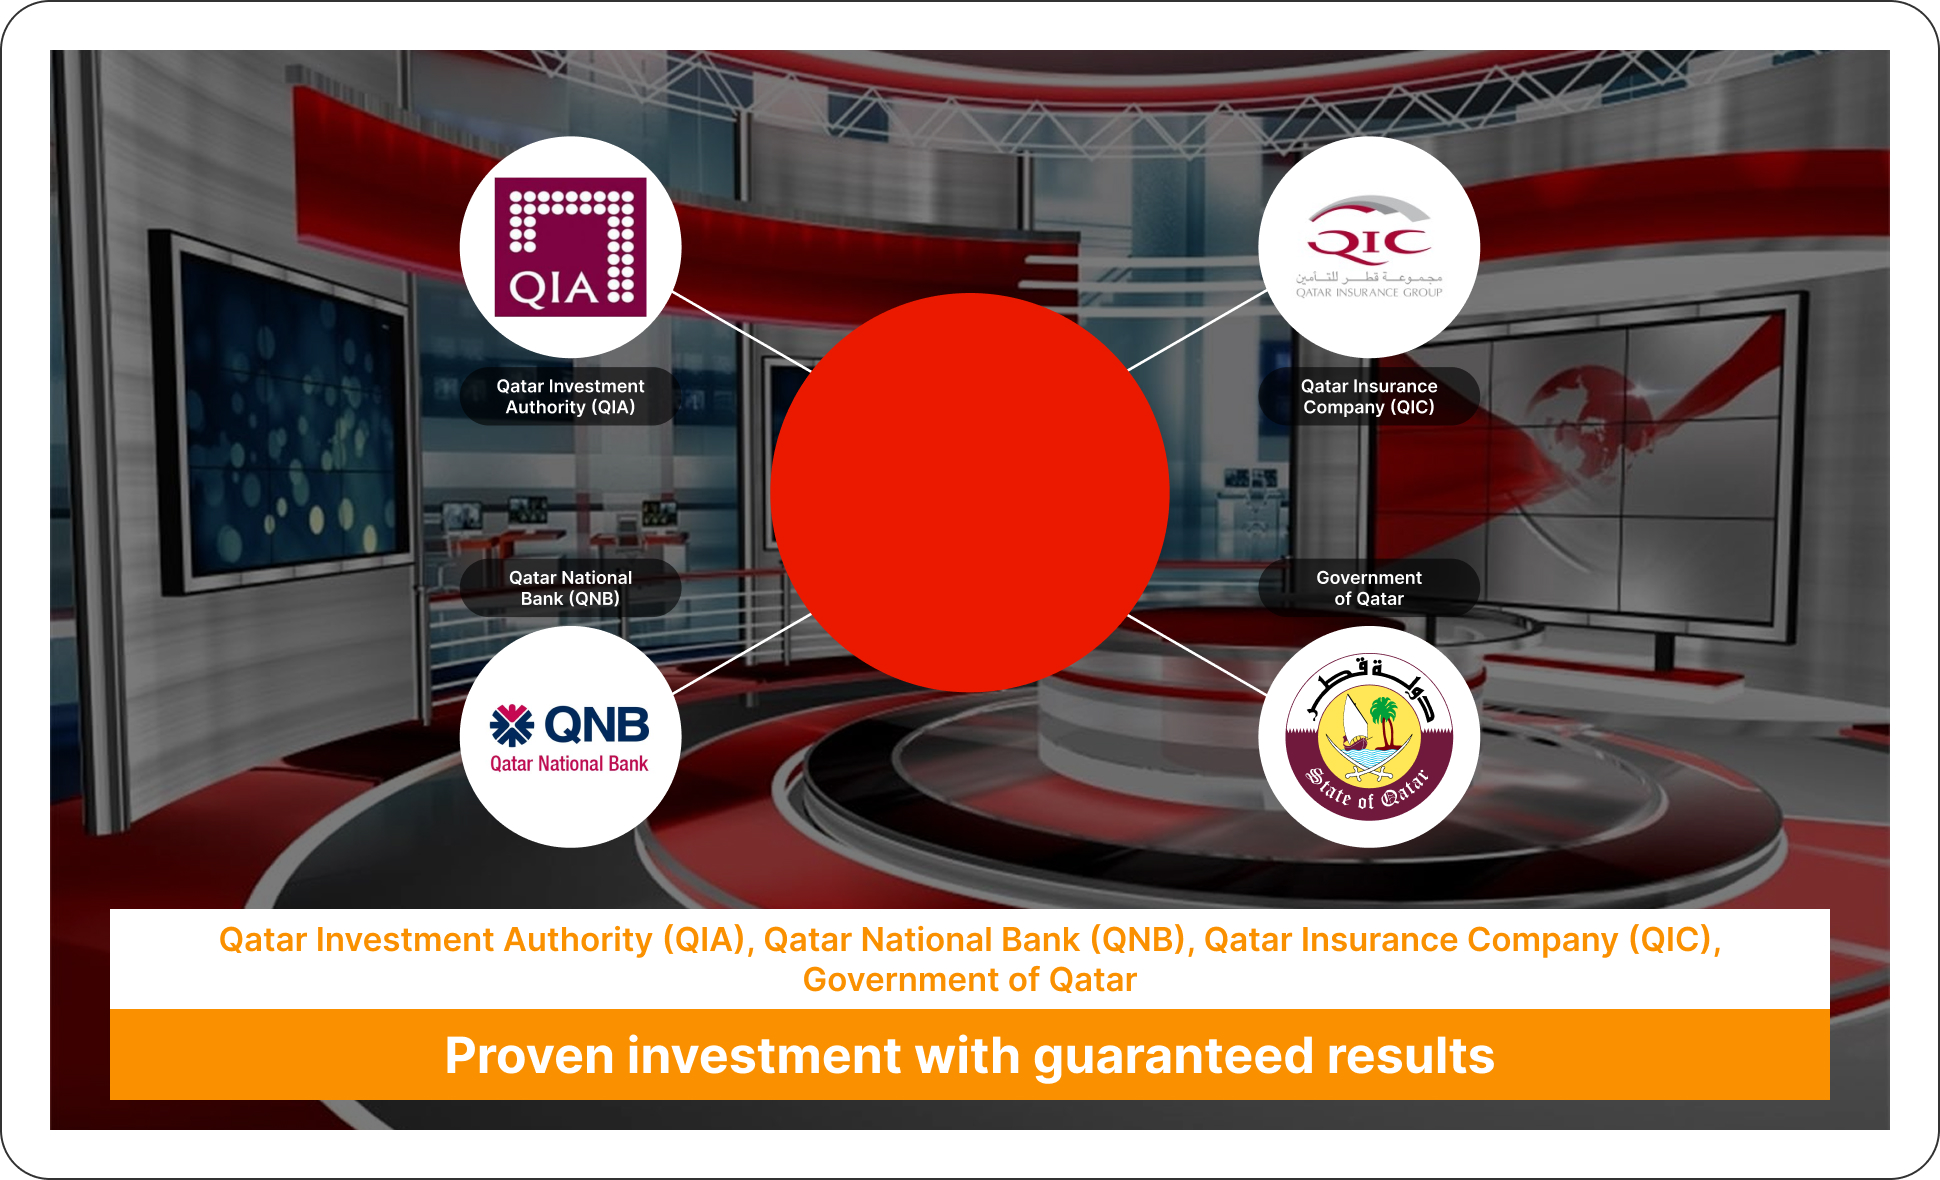 QIA
QIC
مجموعة قطر للتأمين
QATAR INSURANCE GROUP
Qatar Investment
Authority (QIA)
Qatar Insurance
Company (QIC)
Qatar National
Bank (QNB)
Government
of Qatar
QNB
Qatar National Bank
دولة قطر
State of Qatar
Qatar Investment Authority (QIA), Qatar National Bank (QNB), Qatar Insurance Company (QIC),
Government of Qatar
Proven investment with guaranteed results